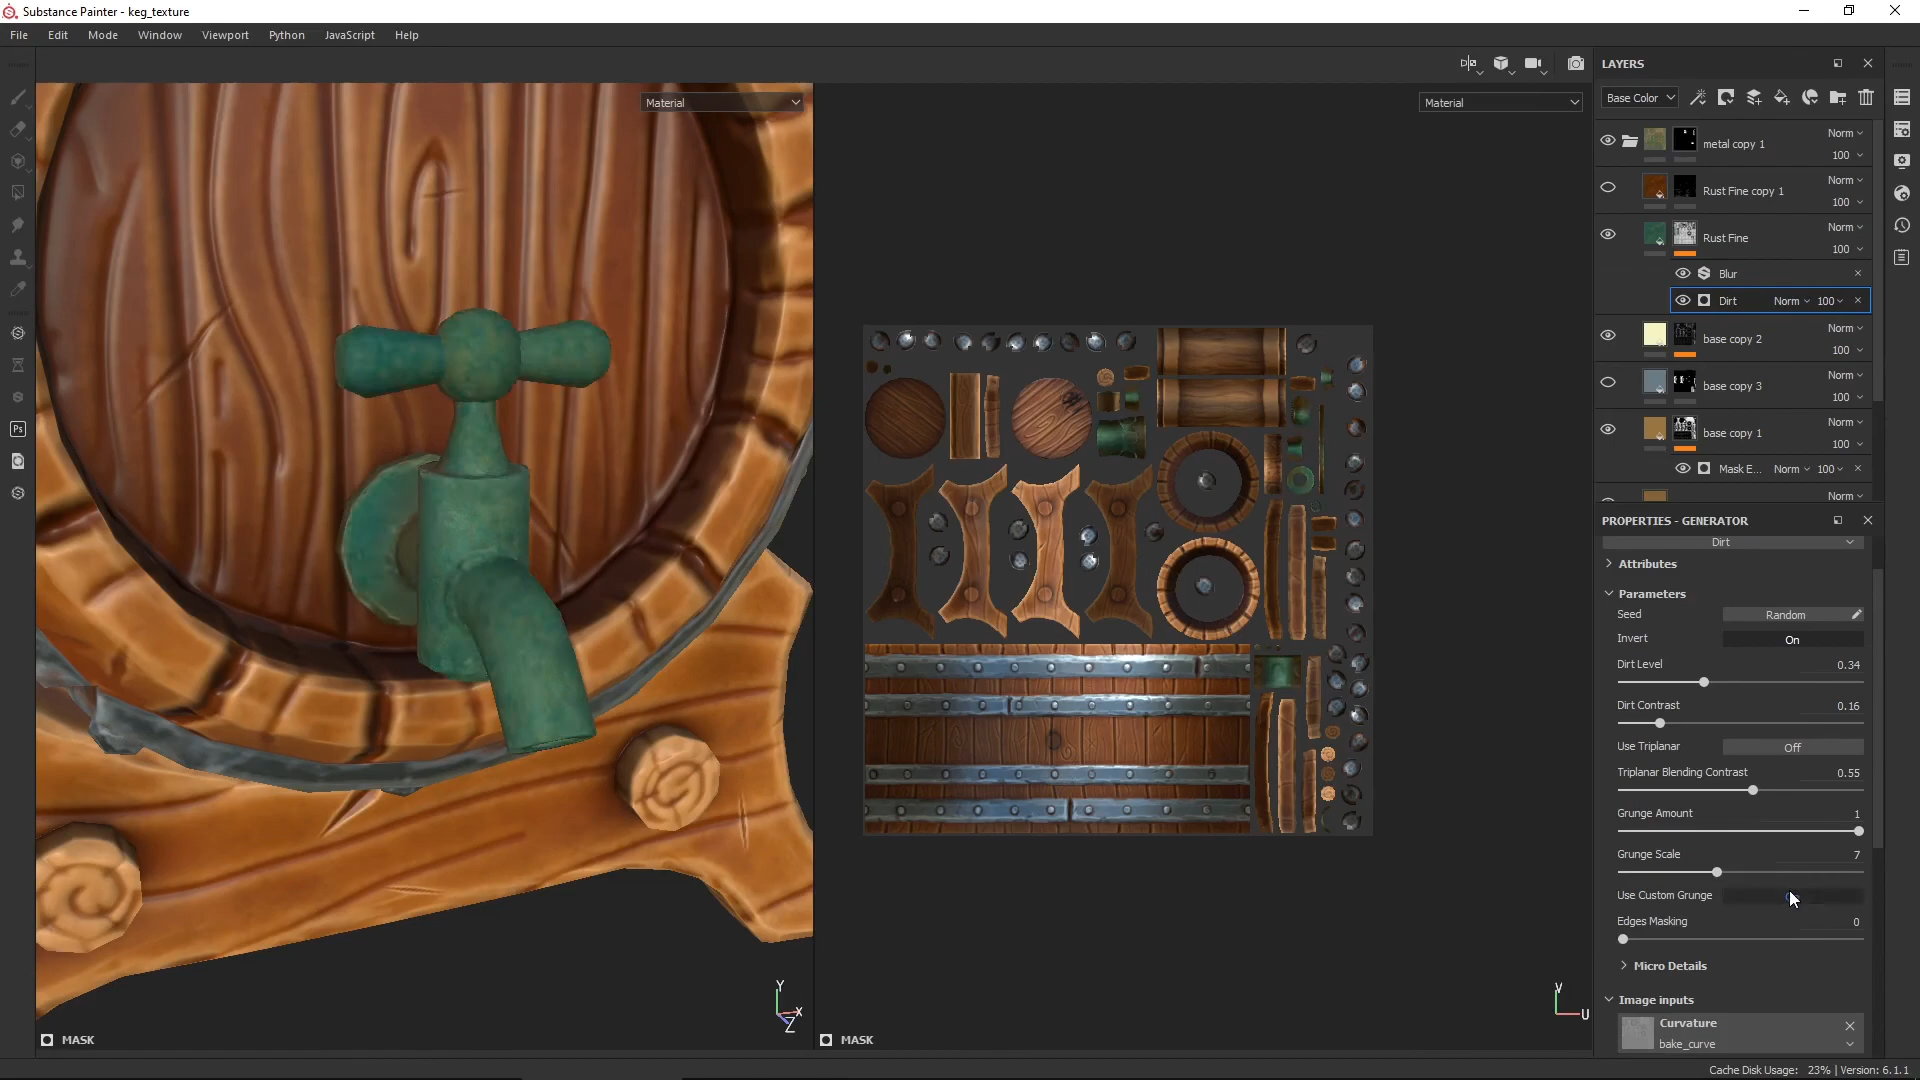 Substance Painter - keg_texture
File Edit Mode Window Viewport Python JavaScript Help
Material
Material
LAYERS
Base Color
metal copy 1 Norm 100
Rust Fine copy 1 Norm 100
Rust Fine Norm 100
Blur
Dirt Norm 100
base copy 2 Norm 100
base copy 3 Norm 100
base copy 1 Norm 100
Mask E... Norm 100
Norm
PROPERTIES - GENERATOR
Dirt
Attributes
Parameters
Seed Random
Invert On
Dirt Level 0.34
Dirt Contrast 0.16
Use Triplanar Off
Triplanar Blending Contrast 0.55
Grunge Amount 1
Grunge Scale 7
Use Custom Grunge
Edges Masking 0
Micro Details
Image inputs
Curvature
bake_curve
Ps
Y
X
Z
V
U
MASK
MASK
Cache Disk Usage: 23% | Version: 6.1.1